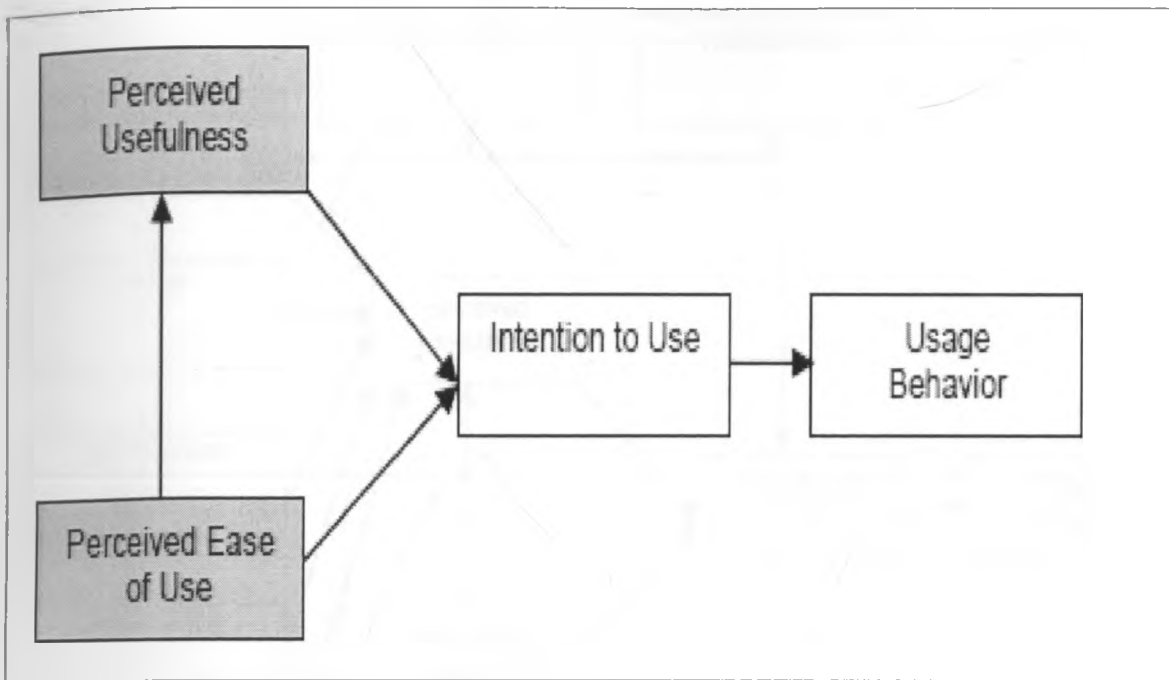 Perceived
Usefulness
Intention to Use
Usage
Behavior
Perceived Ease
of Use